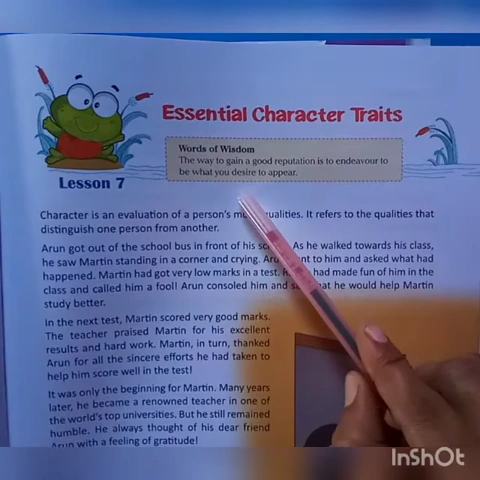 Essential Character Traits
Words of Wisdom
The way to gain a good reputation is to endeavour to
be what you desire to appear.
Lesson 7
Character is an evaluation of a person's qualities. It refers to the qualities that
distinguish one person from another.
Arun got out of the school bus in front of his As he walked towards his class,
he saw Martin standing in a corner and crying. to him and asked what had
happened. Martin had got very low marks in a test. had made fun of him in the
class and called him a fool! Arun consoled him and he would help Martin
study better.
In the next test, Martin scored very good marks.
The teacher praised Martin for his excellent
results and hard work. Martin, in turn, thanked
Arun for all the sincere efforts he had taken to
help him score well in the test!
It was only the beginning for Martin. Many years
later, he became a renowned teacher in one of
the world's top universities. But he still remained
humble. He always thought of his dear friend
Arun with a feeling of gratitude!
InShOt